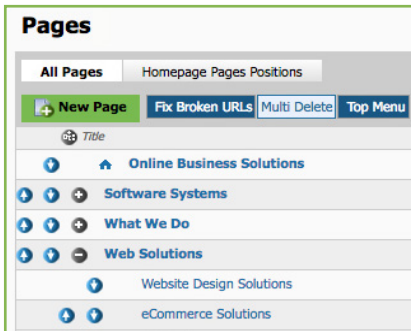 Pages
All Pages Homepage Pages Positions
New Page Fix Broken URLs Multi Delete Top Menu
Title
Online Business Solutions
Software Systems
What We Do
Web Solutions
Website Design Solutions
eCommerce Solutions